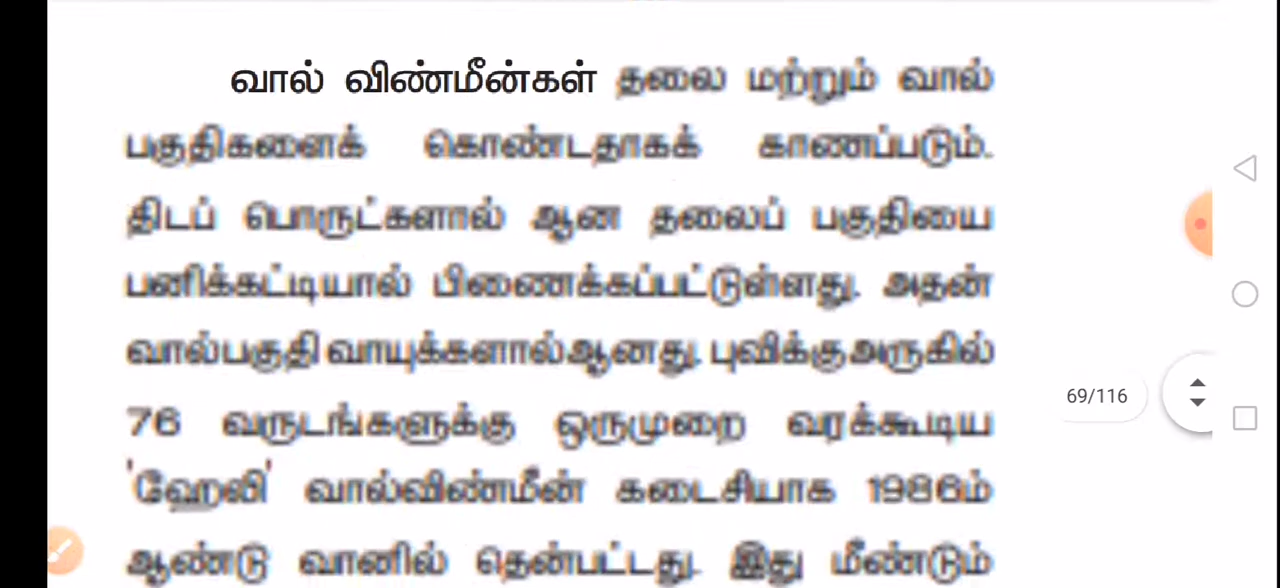 வால் விண்மீன்கள் தலை மற்றும் வால்
பகுதிகளைக் கொண்டதாகக் காணப்படும்.
திடப் பொருட்களால் ஆன தலைப் பகுதியை
பனிக்கட்டியால் பிணைக்கப்பட்டுள்ளது. அதன்
வால்பகுதி வாயுக்களால்ஆனது. புவிக்குஅருகில்
76 வருடங்களுக்கு ஒருமுறை வரக்கூடிய
69/116
'ஹேலி' வால்விண்மீன் கடைசியாக 1986ம்
ஆண்டு வானில் தென்பட்டது. இது மீண்டும்